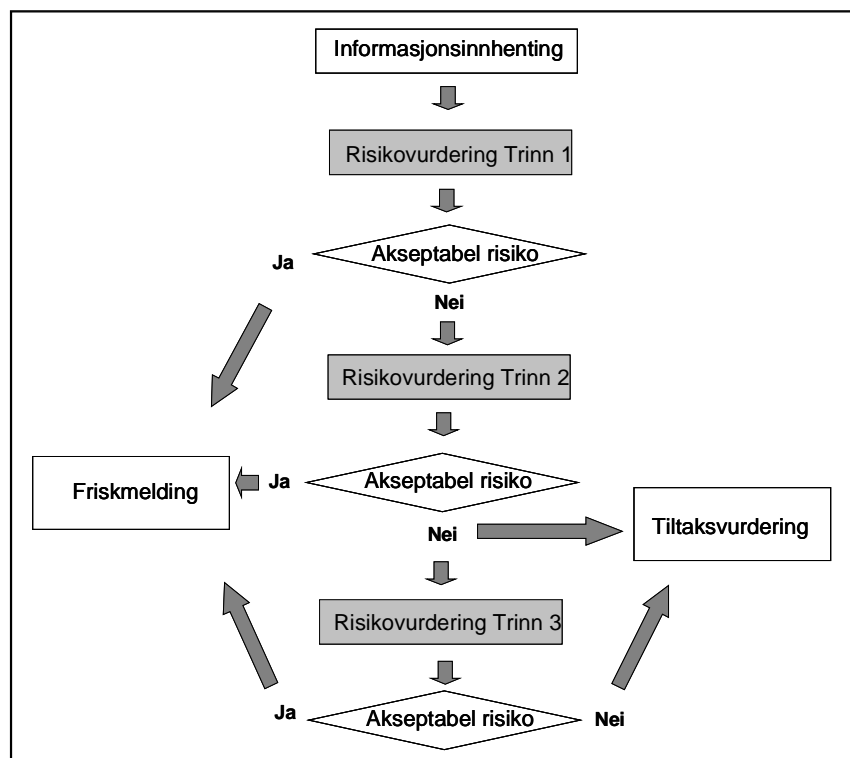 Informasjonsinnhenting
Risikovurdering Trinn 1
Akseptabel risiko
Ja
Nei
Risikovurdering Trinn 2
Akseptabel risiko
Ja
Friskmelding
Nei
Tiltaksvurdering
Risikovurdering Trinn 3
Akseptabel risiko
Ja
Nei